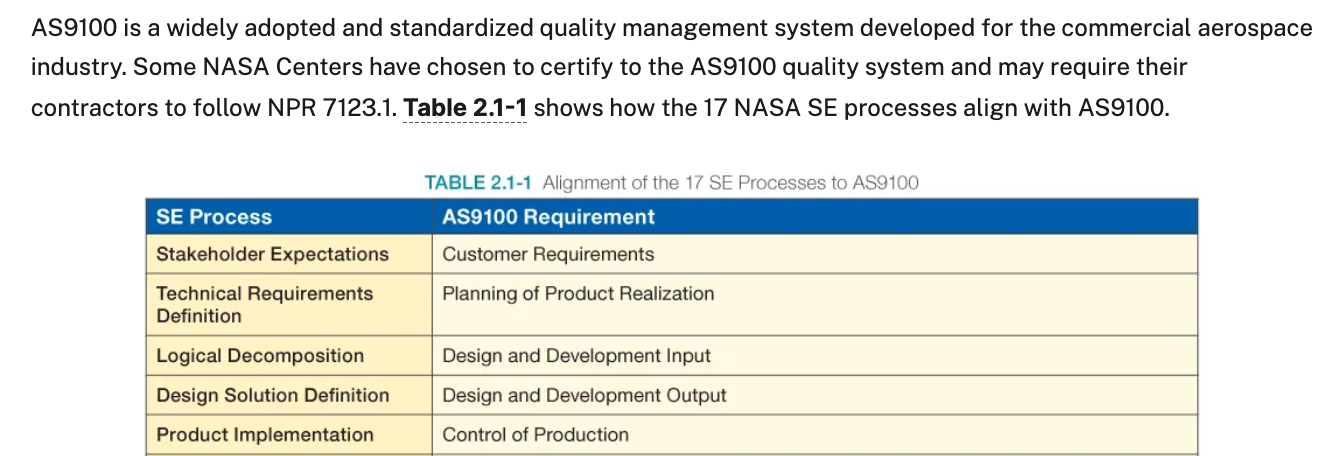 AS9100 is a widely adopted and standardized quality management system developed for the commercial aerospace
industry. Some NASA Centers have chosen to certify to the AS9100 quality system and may require their
contractors to follow NPR 7123.1. Table 2.1-1 shows how the 17 NASA SE processes align with AS9100.
TABLE 2.1-1 Alignment of the 17 SE Processes to AS9100
SE Process AS9100 Requirement
Stakeholder Expectations Customer Requirements
Technical Requirements Planning of Product Realization
Definition
Logical Decomposition Design and Development Input
Design Solution Definition Design and Development Output
Product Implementation Control of Production